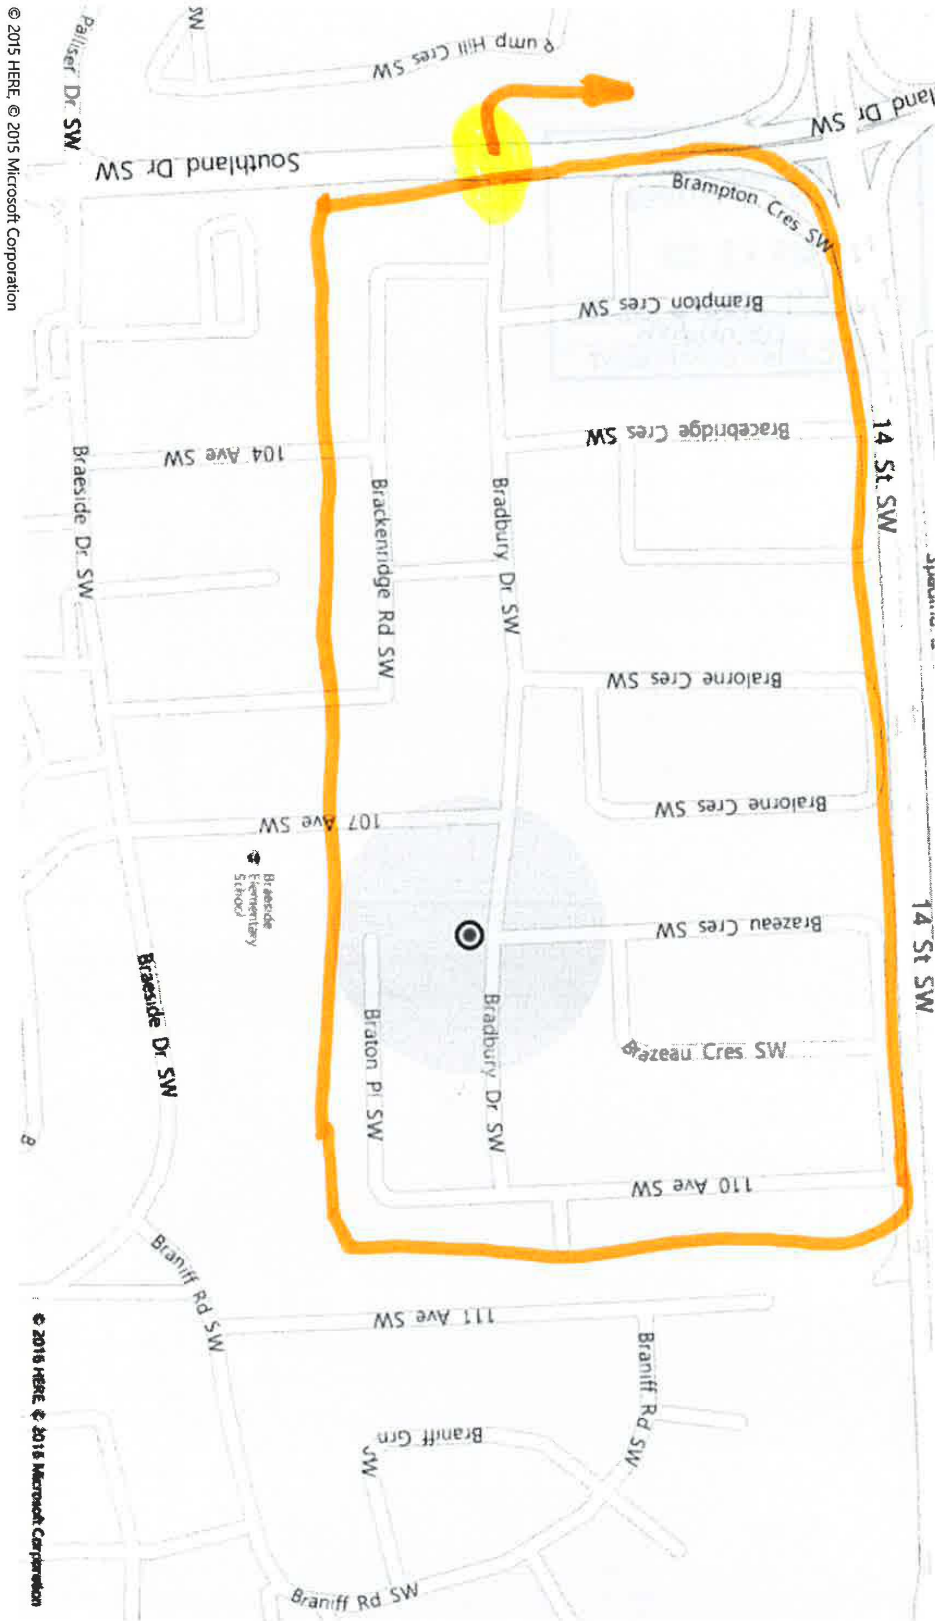 © 2015 HERE, © 2015 Microsoft Corporation
Palliser Dr. SW
SW
Pump Hill Cres SW
Southland Dr SW
land Dr SW
Brampton Cres SW
Brampton Cres SW
Bracebridge Cres SW
14 St SW
104 Ave SW
Braeside Dr SW
Brackenridge Rd SW
Bradbury Dr SW
Bralorne Cres SW
Bralorne Cres SW
107 Ave SW
Braeside
Elementary
School
Brazeau Cres SW
14 St SW
Braeside Dr SW
Braton Pl SW
Bradbury Dr SW
Brazeau Cres SW
B
110 Ave SW
Braniff Rd SW
111 Ave SW
Braniff Rd SW
Braniff Grn
SW
Braniff Rd SW
© 2016 HERE, © 2016 Microsoft Corporation